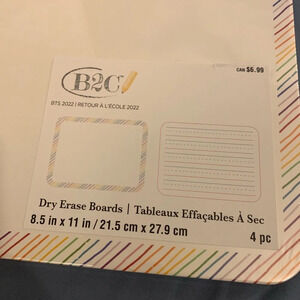 B2C
CAN $6.99
BTS 2022 | RETOUR À L'ÉCOLE 2022
Dry Erase Boards | Tableaux Effaçables À Sec
8.5 in x 11 in / 21.5 cm x 27.9 cm
4 pc